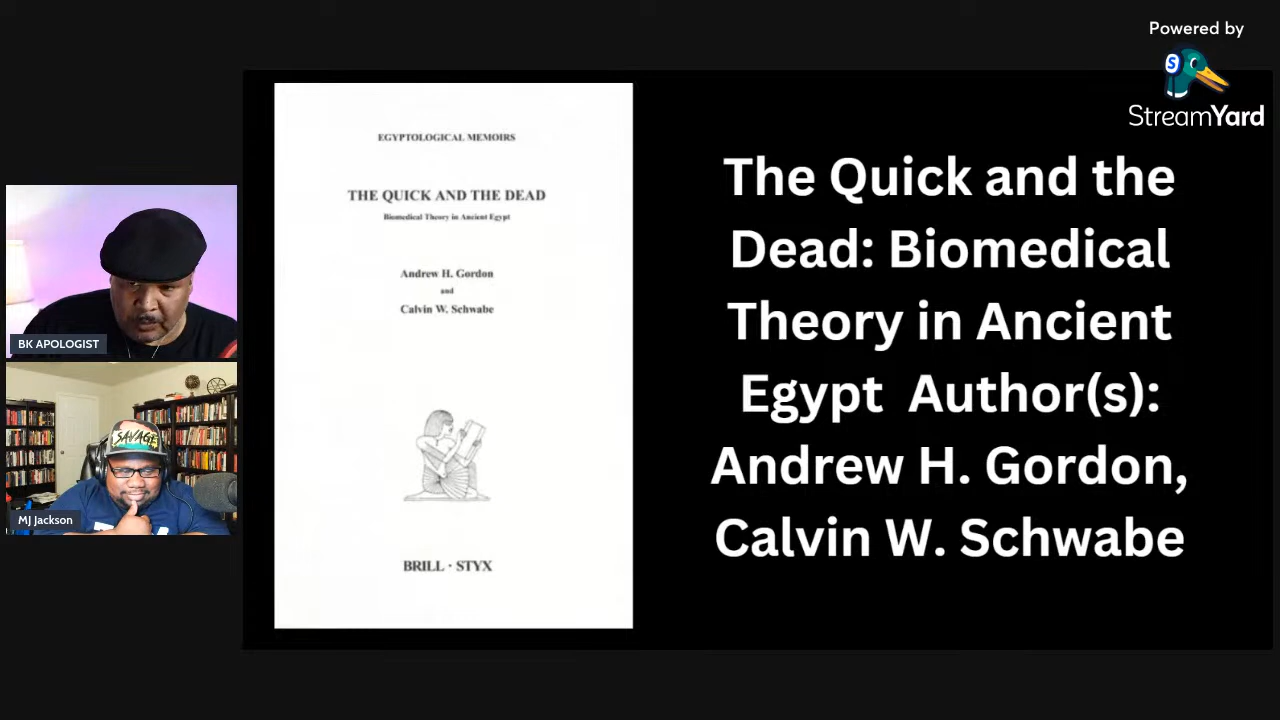 Powered by
StreamYard
EGYPTOLOGICAL MEMOIRS
THE QUICK AND THE DEAD
Biomedical Theory in Ancient Egypt
Andrew H. Gordon
and
Calvin W. Schwabe
BRILL · STYX
The Quick and the
Dead: Biomedical
Theory in Ancient
Egypt Author(s):
Andrew H. Gordon,
Calvin W. Schwabe
BK APOLOGIST
SAVAGE
MJ Jackson